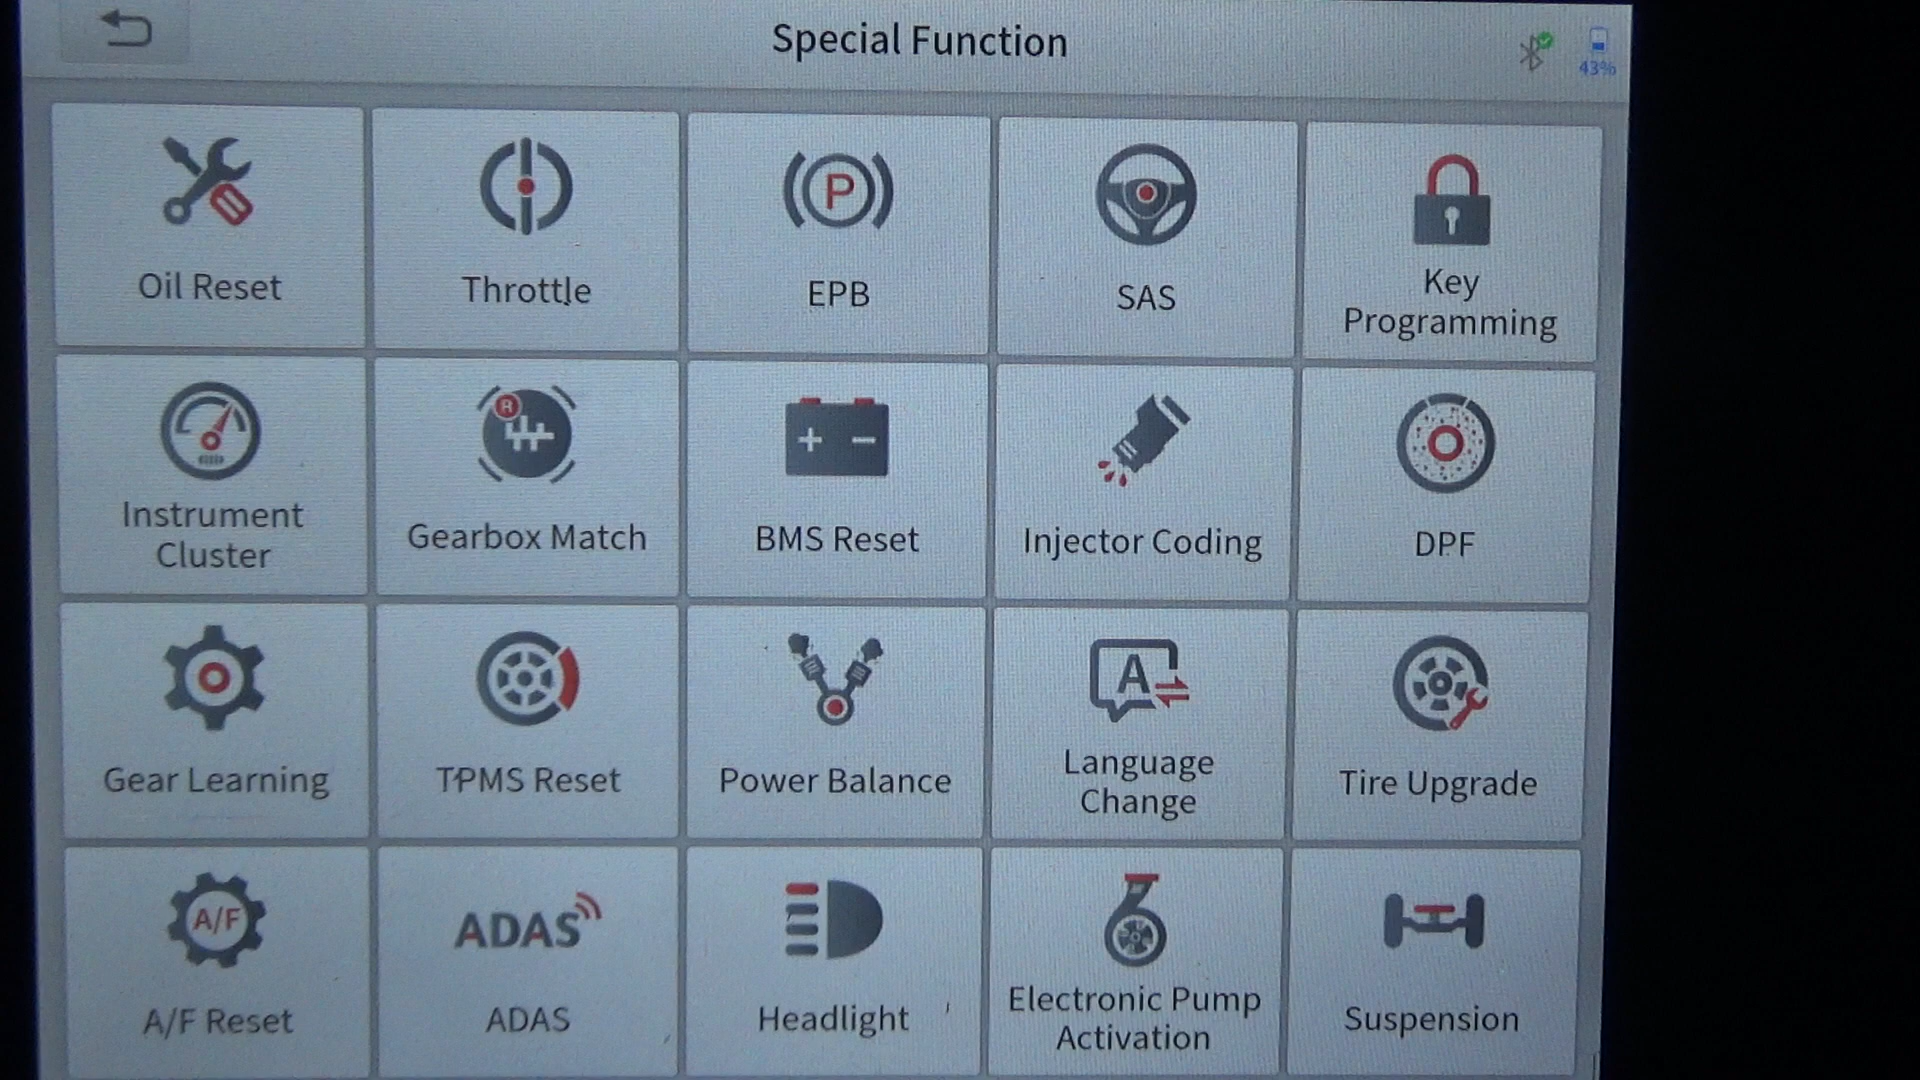 Special Function
43%
Oil Reset
Throttle
P
EPB
SAS
Key
Programming
Instrument
Cluster
R
Gearbox Match
+ −
BMS Reset
Injector Coding
DPF
Gear Learning
TPMS Reset
Power Balance
A
Language
Change
Tire Upgrade
A/F
A/F Reset
ADAS
ADAS
Headlight
Electronic Pump
Activation
Suspension